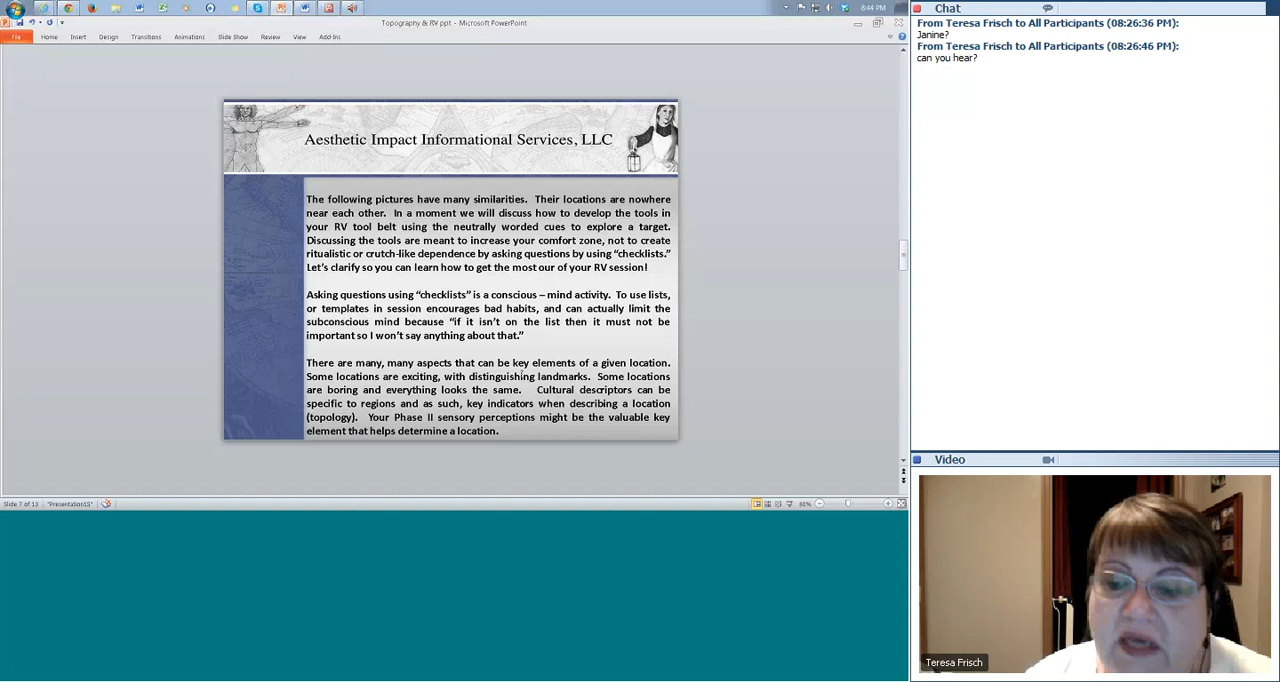 8:44 PM
Topography & RV ppt - Microsoft PowerPoint
File Home Insert Design Transitions Animations Slide Show Review View Add-Ins
Aesthetic Impact Informational Services, LLC
The following pictures have many similarities. Their locations are nowhere
near each other. In a moment we will discuss how to develop the tools in
your RV tool belt using the neutrally worded cues to explore a target.
Discussing the tools are meant to increase your comfort zone, not to create
ritualistic or crutch-like dependence by asking questions by using “checklists.”
Let’s clarify so you can learn how to get the most our of your RV session!
Asking questions using “checklists” is a conscious – mind activity. To use lists,
or templates in session encourages bad habits, and can actually limit the
subconscious mind because “if it isn’t on the list then it must not be
important so I won’t say anything about that.”
There are many, many aspects that can be key elements of a given location.
Some locations are exciting, with distinguishing landmarks. Some locations
are boring and everything looks the same. Cultural descriptors can be
specific to regions and as such, key indicators when describing a location
(topology). Your Phase II sensory perceptions might be the valuable key
element that helps determine a location.
Slide 7 of 13 "Presentation15" 80%
Chat
From Teresa Frisch to All Participants (08:26:36 PM):
Janine?
From Teresa Frisch to All Participants (08:26:46 PM):
can you hear?
Video
Teresa Frisch